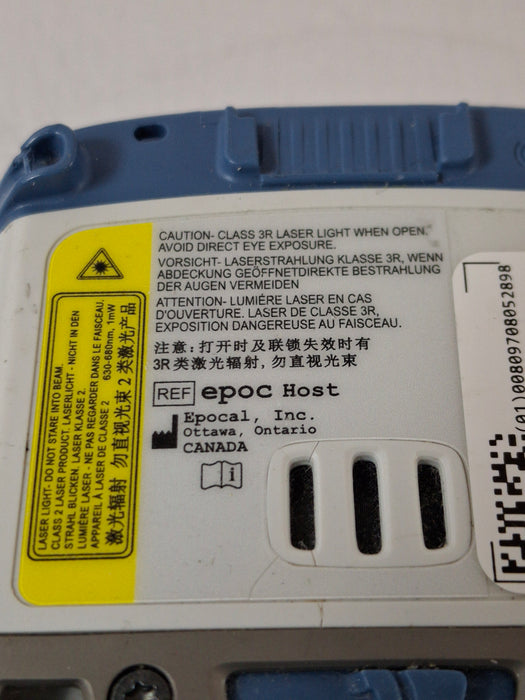 CAUTION- CLASS 3R LASER LIGHT WHEN OPEN.
AVOID DIRECT EYE EXPOSURE.
VORSICHT- LASERSTRAHLUNG KLASSE 3R, WENN
ABDECKUNG GEÖFFNETDIREKTE BESTRAHLUNG
DER AUGEN VERMEIDEN
ATTENTION- LUMIÈRE LASER EN CAS
D'OUVERTURE. LASER DE CLASSE 3R,
EXPOSITION DANGEREUSE AU FAISCEAU.
注意: 打开时及联锁失效时有
3R类激光辐射, 勿直视光束
REF epoc Host
Epocal, Inc.
Ottawa, Ontario
CANADA
LASER LIGHT- DO NOT STARE INTO BEAM.
CLASS 2 LASER PRODUCT. LASERLICHT - NICHT IN DEN
STRAHL BLICKEN. LASER KLASSE 2.
LUMIÈRE LASER - NE PAS REGARDER DANS LE FAISCEAU.
APPAREIL À LASER DE CLASSE 2 630-680nm, 1mW
激光辐射 勿直视光束 2 类激光产品
(01)00809708052898